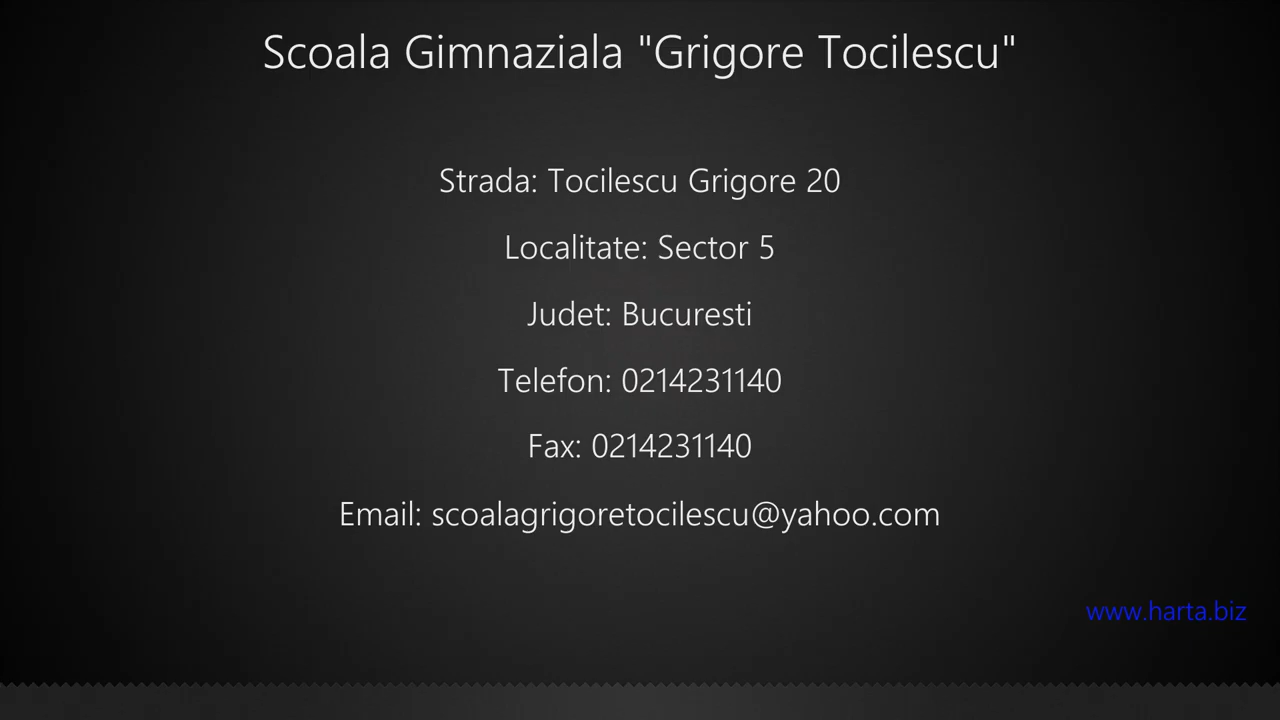 Scoala Gimnaziala "Grigore Tocilescu"
Strada: Tocilescu Grigore 20
Localitate: Sector 5
Judet: Bucuresti
Telefon: 0214231140
Fax: 0214231140
Email: scoalagrigoretocilescu@yahoo.com
www.harta.biz